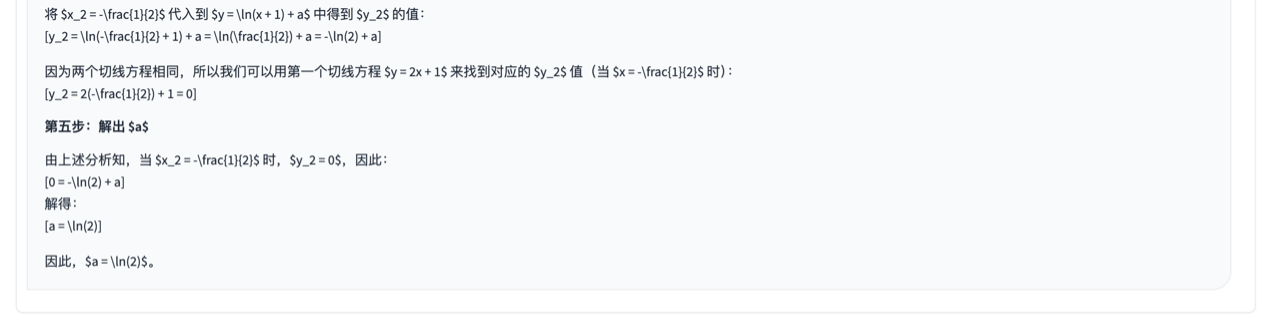 将 $x_2 = -\frac{1}{2}$ 代入到 $y = \ln(x + 1) + a$ 中得到 $y_2$ 的值：
[y_2 = \ln(-\frac{1}{2} + 1) + a = \ln(\frac{1}{2}) + a = -\ln(2) + a]
因为两个切线方程相同，所以我们可以用第一个切线方程 $y = 2x + 1$ 来找到对应的 $y_2$ 值（当 $x = -\frac{1}{2}$ 时）：
[y_2 = 2(-\frac{1}{2}) + 1 = 0]
第五步：解出 $a$
由上述分析知，当 $x_2 = -\frac{1}{2}$ 时，$y_2 = 0$，因此：
[0 = -\ln(2) + a]
解得：
[a = \ln(2)]
因此，$a = \ln(2)$。